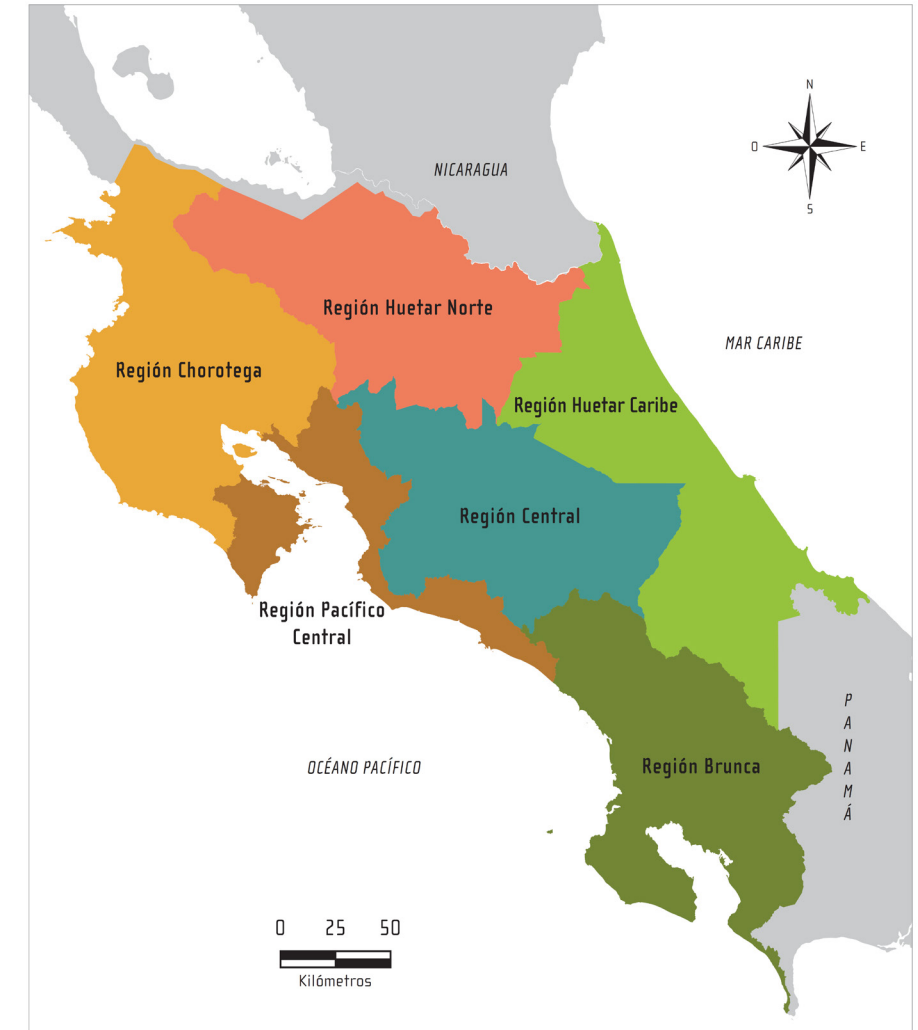 N
O
E
S
NICARAGUA
Región Huetar Norte
MAR CARIBE
Región Chorotega
Región Huetar Caribe
Región Central
Región Pacífico
Central
PANAMÁ
OCÉANO PACÍFICO
Región Brunca
0 25 50
Kilómetros